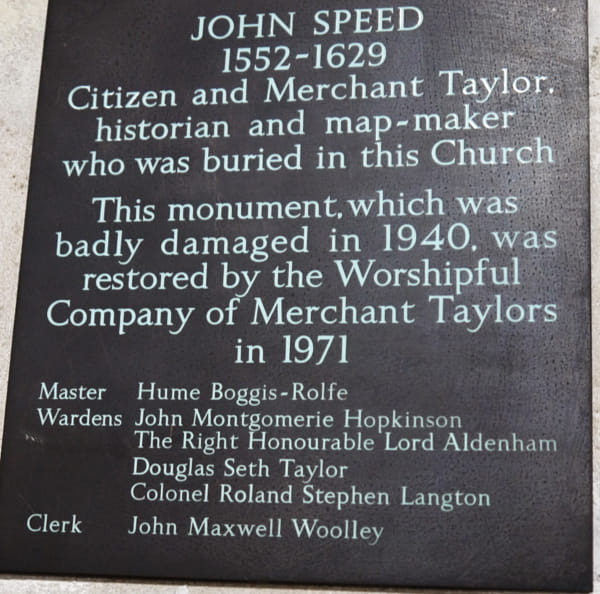 JOHN SPEED
1552-1629
Citizen and Merchant Taylor,
historian and map-maker
who was buried in this Church
This monument, which was
badly damaged in 1940, was
restored by the Worshipful
Company of Merchant Taylors
in 1971
Master Hume Boggis-Rolfe
Wardens John Montgomerie Hopkinson
The Right Honourable Lord Aldenham
Douglas Seth Taylor
Colonel Roland Stephen Langton
Clerk John Maxwell Woolley